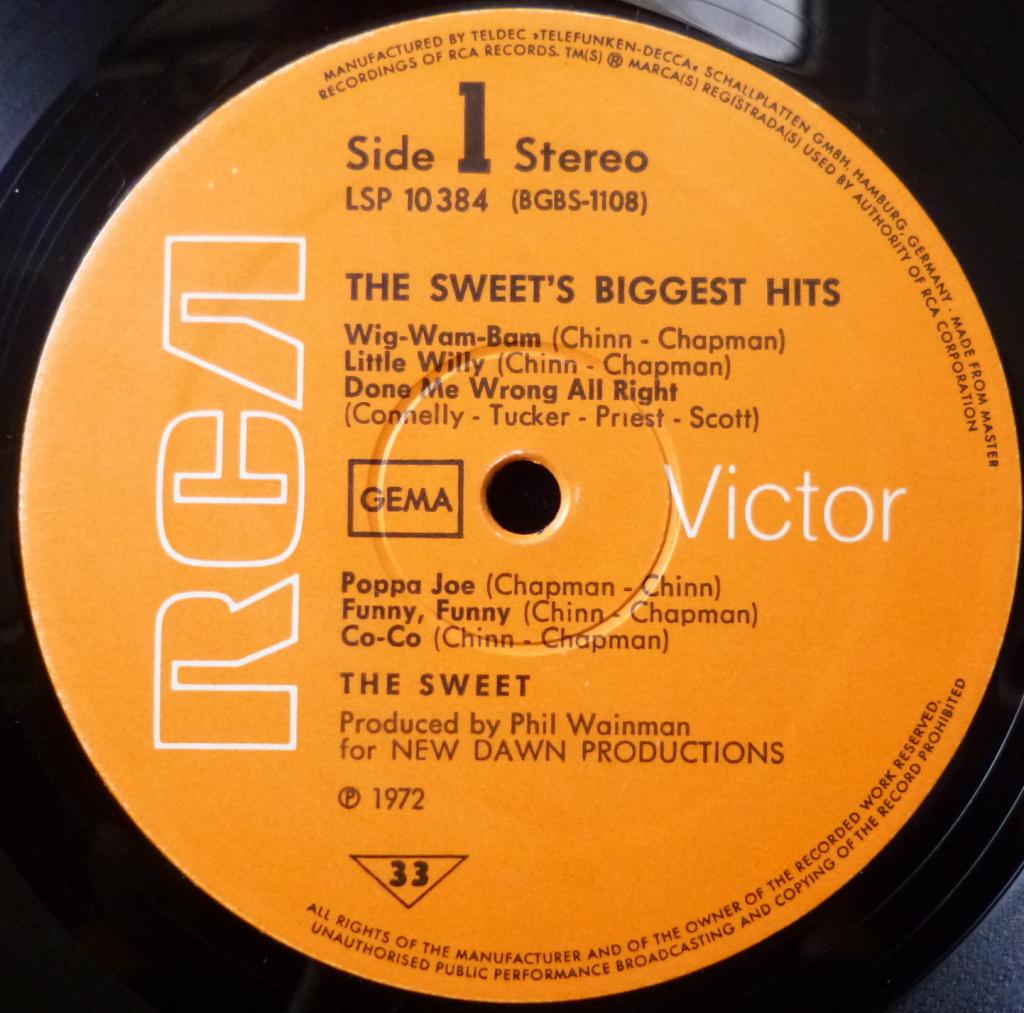 MANUFACTURED BY TELDEC »TELEFUNKEN-DECCA« SCHALLPLATTEN GMBH, HAMBURG, GERMANY · MADE FROM MASTER
RECORDINGS OF RCA RECORDS. TM(S) ® MARCA(S) REGISTRADA(S) USED BY AUTHORITY OF RCA CORPORATION
Side 1 Stereo
LSP 10384 (BGBS-1108)
RCA
THE SWEET'S BIGGEST HITS
Wig-Wam-Bam (Chinn - Chapman)
Little Willy (Chinn - Chapman)
Done Me Wrong All Right
(Connelly - Tucker - Priest - Scott)
GEMA
Victor
Poppa Joe (Chapman - Chinn)
Funny, Funny (Chinn - Chapman)
Co-Co (Chinn - Chapman)
THE SWEET
Produced by Phil Wainman
for NEW DAWN PRODUCTIONS
℗ 1972
33
ALL RIGHTS OF THE MANUFACTURER AND OF THE OWNER OF THE RECORDED WORK RESERVED.
UNAUTHORISED PUBLIC PERFORMANCE BROADCASTING AND COPYING OF THE RECORD PROHIBITED